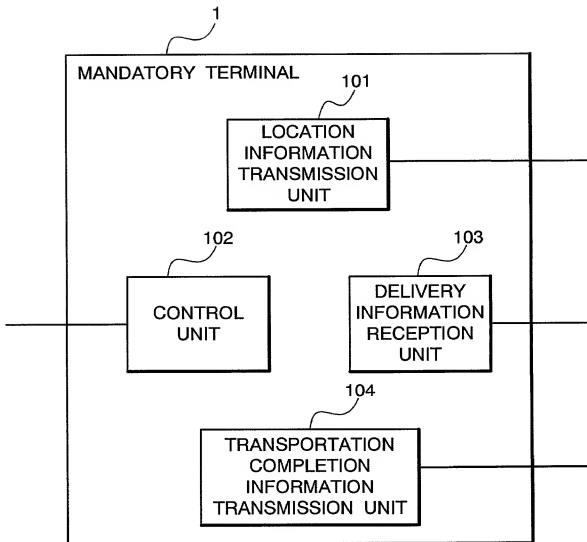 1
MANDATORY TERMINAL
101
LOCATION
INFORMATION
TRANSMISSION
UNIT
102
CONTROL
UNIT
103
DELIVERY
INFORMATION
RECEPTION
UNIT
104
TRANSPORTATION
COMPLETION
INFORMATION
TRANSMISSION UNIT